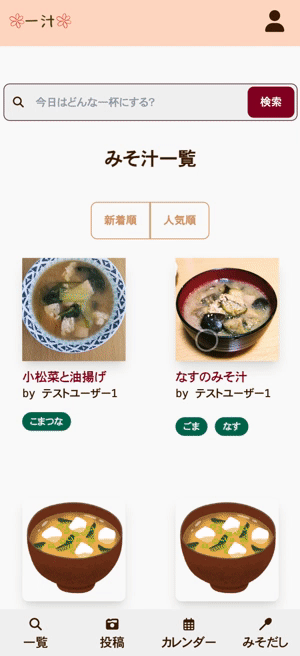 一汁
今日はどんな一杯にする?
検索
みそ汁一覧
新着順 人気順
小松菜と油揚げ
by テストユーザー1
こまつな
なすのみそ汁
by テストユーザー1
ごま なす
一覧 投稿 カレンダー みそだし